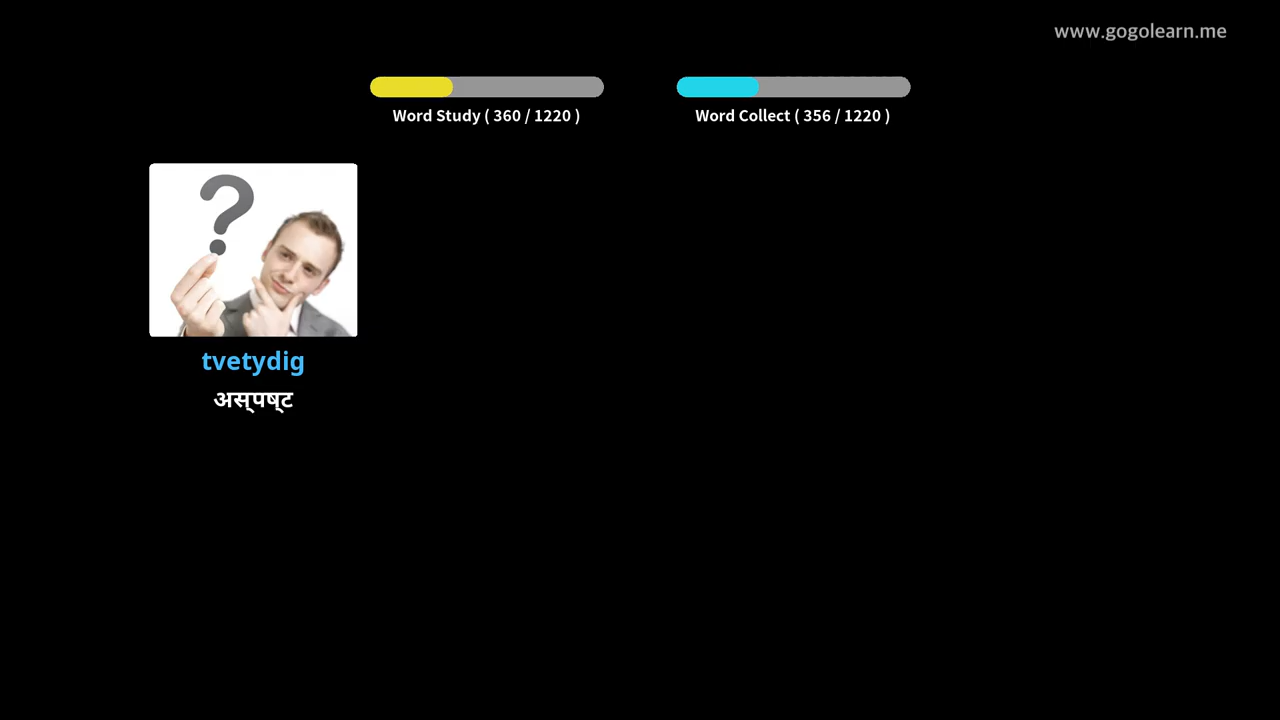 www.gogolearn.me
Word Study ( 360 / 1220 )
Word Collect ( 356 / 1220 )
?
tvetydig
अस्पष्ट